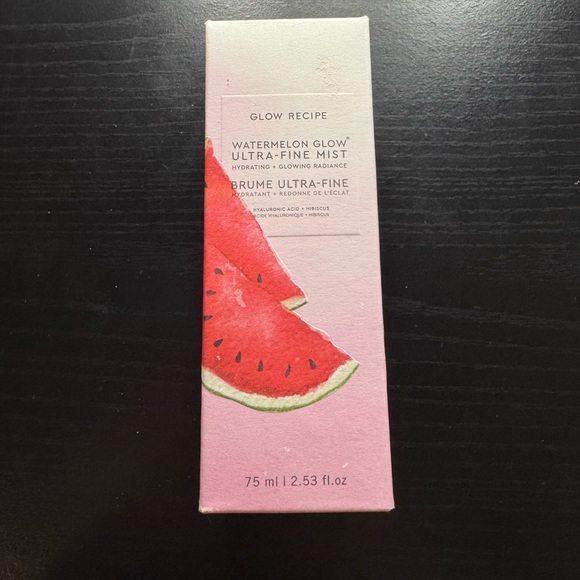 GLOW RECIPE
WATERMELON GLOW®
ULTRA-FINE MIST
HYDRATING + GLOWING RADIANCE
BRUME ULTRA-FINE
HYDRATANT + REDONNE DE L'ÉCLAT
HYALURONIC ACID + HIBISCUS
ACIDE HYALURONIQUE + HIBISCUS
75 ml | 2.53 fl.oz